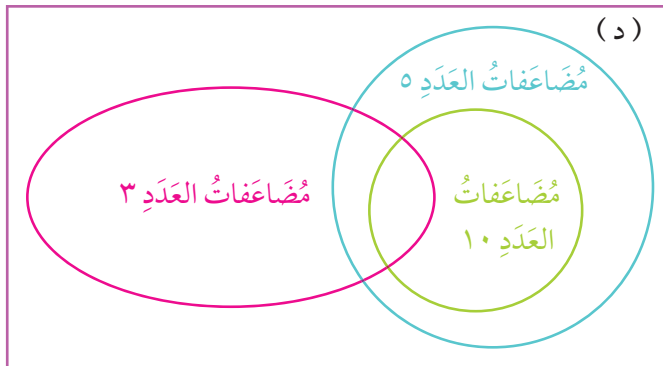 (د)
مُضَاعَفاتُ العَدَدِ ٥
مُضَاعَفاتُ العَدَدِ ٣
مُضَاعَفاتُ
العَدَدِ ١٠